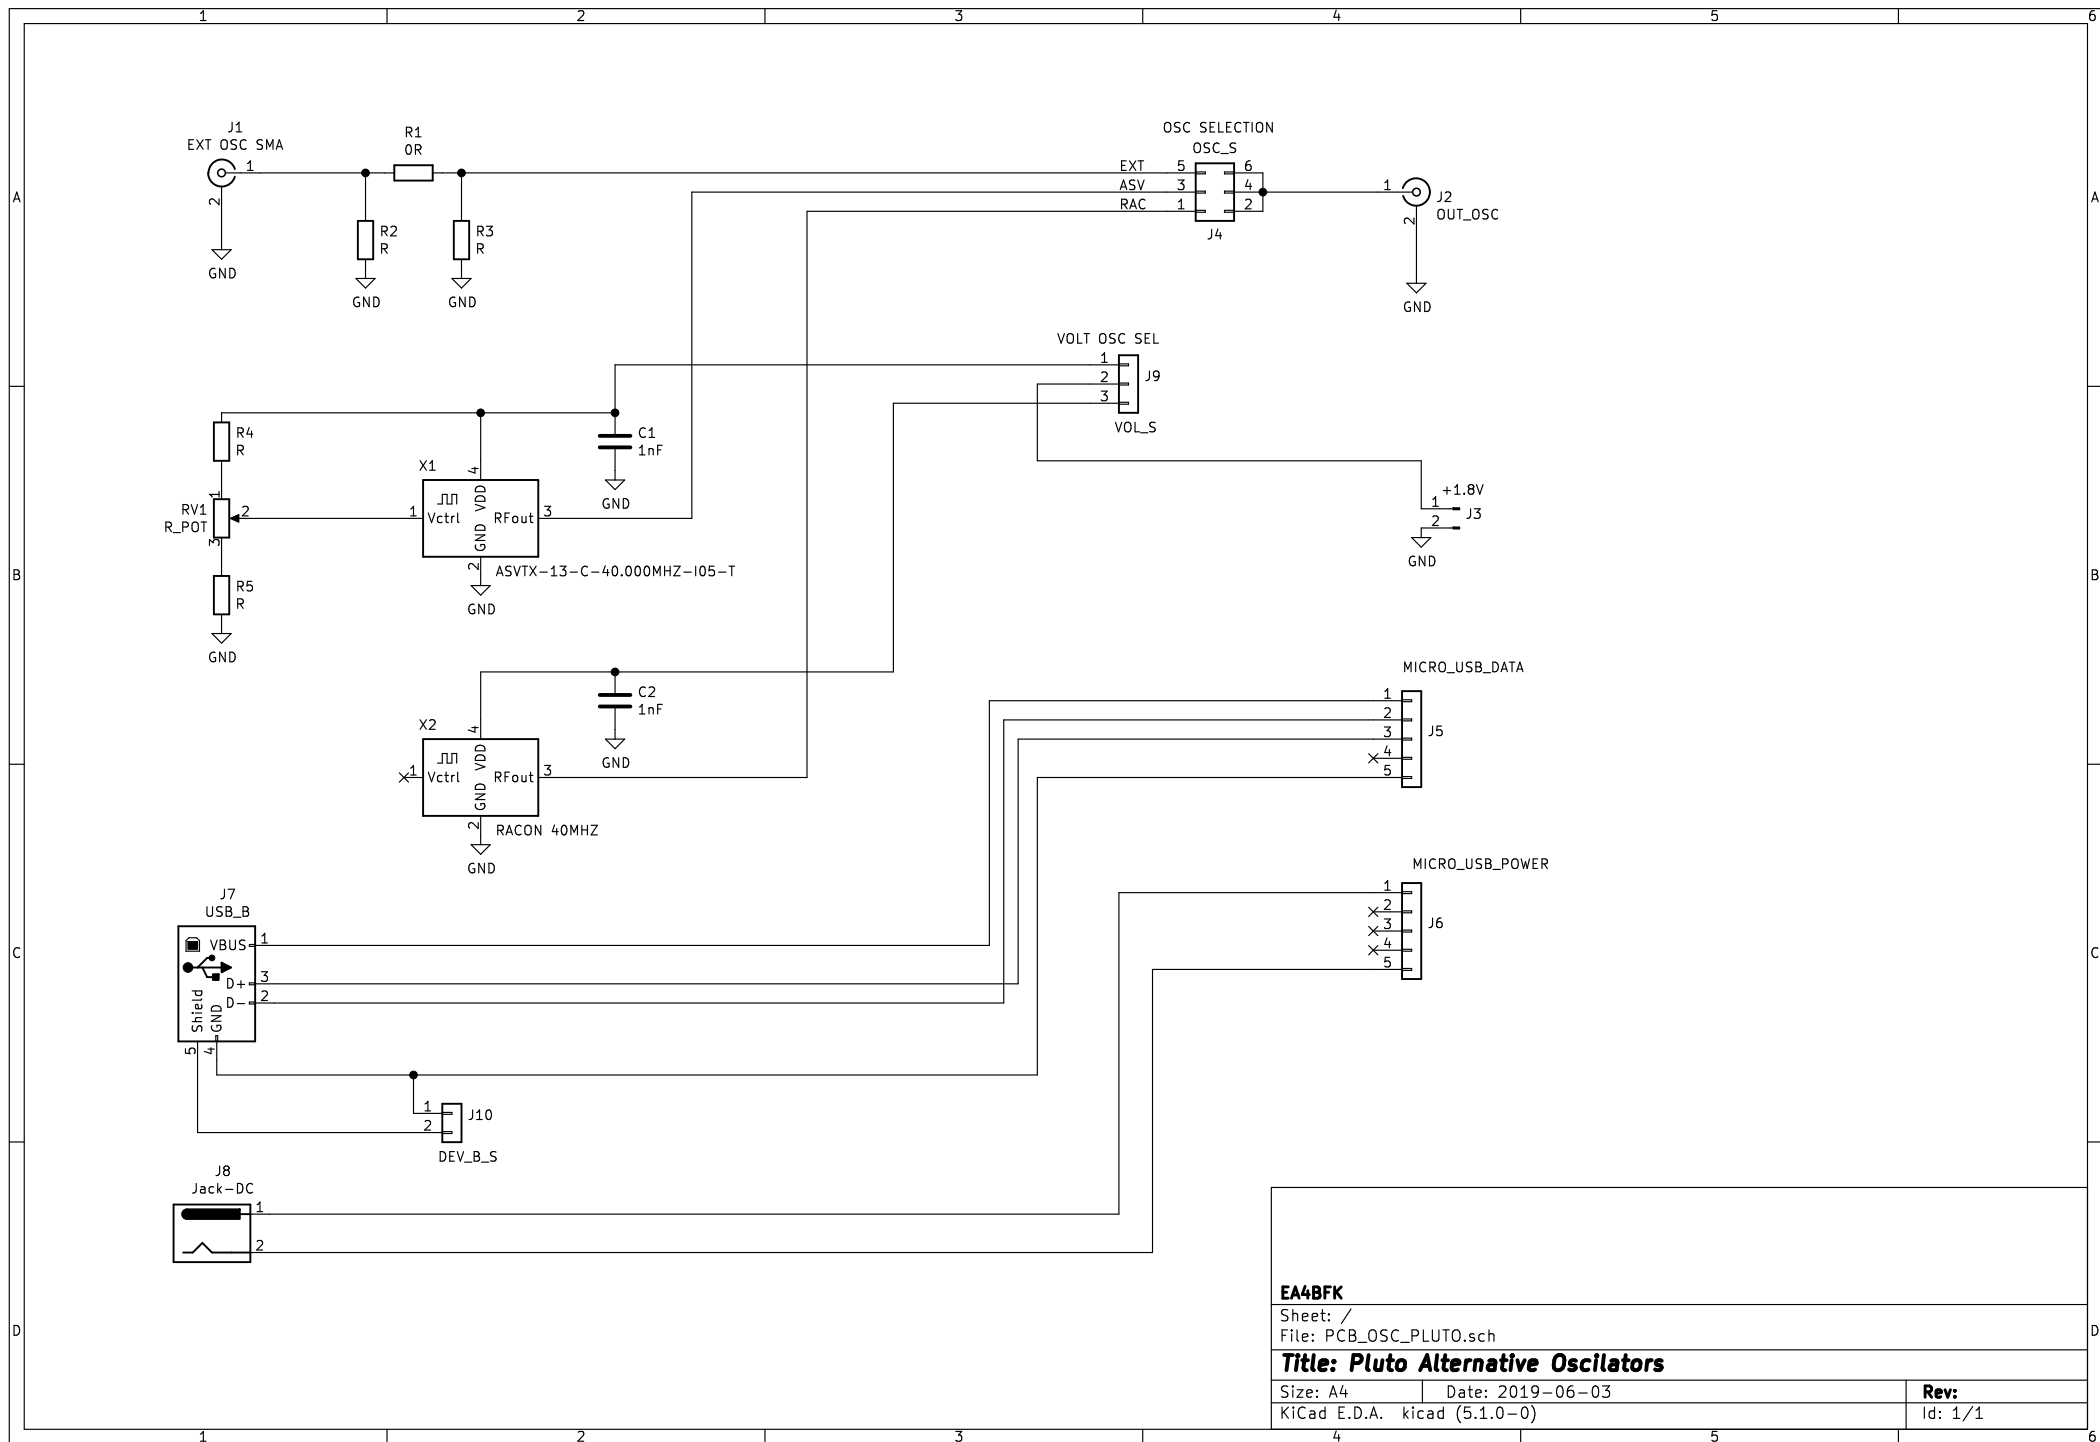 1 2 3 4 5 6
A A
B B
C C
D D
J1
EXT OSC SMA
1
2
GND
R1
0R
R2
R
GND
R3
R
GND
OSC SELECTION
OSC_S
EXT 5 6
ASV 3 4
RAC 1 2
J4
1
2
J2
OUT_OSC
GND
VOLT OSC SEL
1
2
3
J9
VOL_S
R4
R
1
RV1
R_POT
2
3
R5
R
GND
C1
1nF
GND
X1
4
1 Vctrl
VDD
GND
RFout 3
2
ASVTX-13-C-40.000MHZ-I05-T
GND
+1.8V
1
2
J3
GND
C2
1nF
GND
X2
4
1 Vctrl
VDD
GND
RFout 3
2
RACON 40MHZ
GND
MICRO_USB_DATA
1
2
3
4
5
J5
MICRO_USB_POWER
1
2
3
4
5
J6
J7
USB_B
VBUS 1
D+ 3
D- 2
Shield
GND
5
4
1
2
J10
DEV_B_S
J8
Jack-DC
1
2
EA4BFK
Sheet: /
File: PCB_OSC_PLUTO.sch
Title: Pluto Alternative Oscilators
Size: A4 Date: 2019-06-03 Rev:
KiCad E.D.A. kicad (5.1.0-0) Id: 1/1
1 2 3 4 5 6